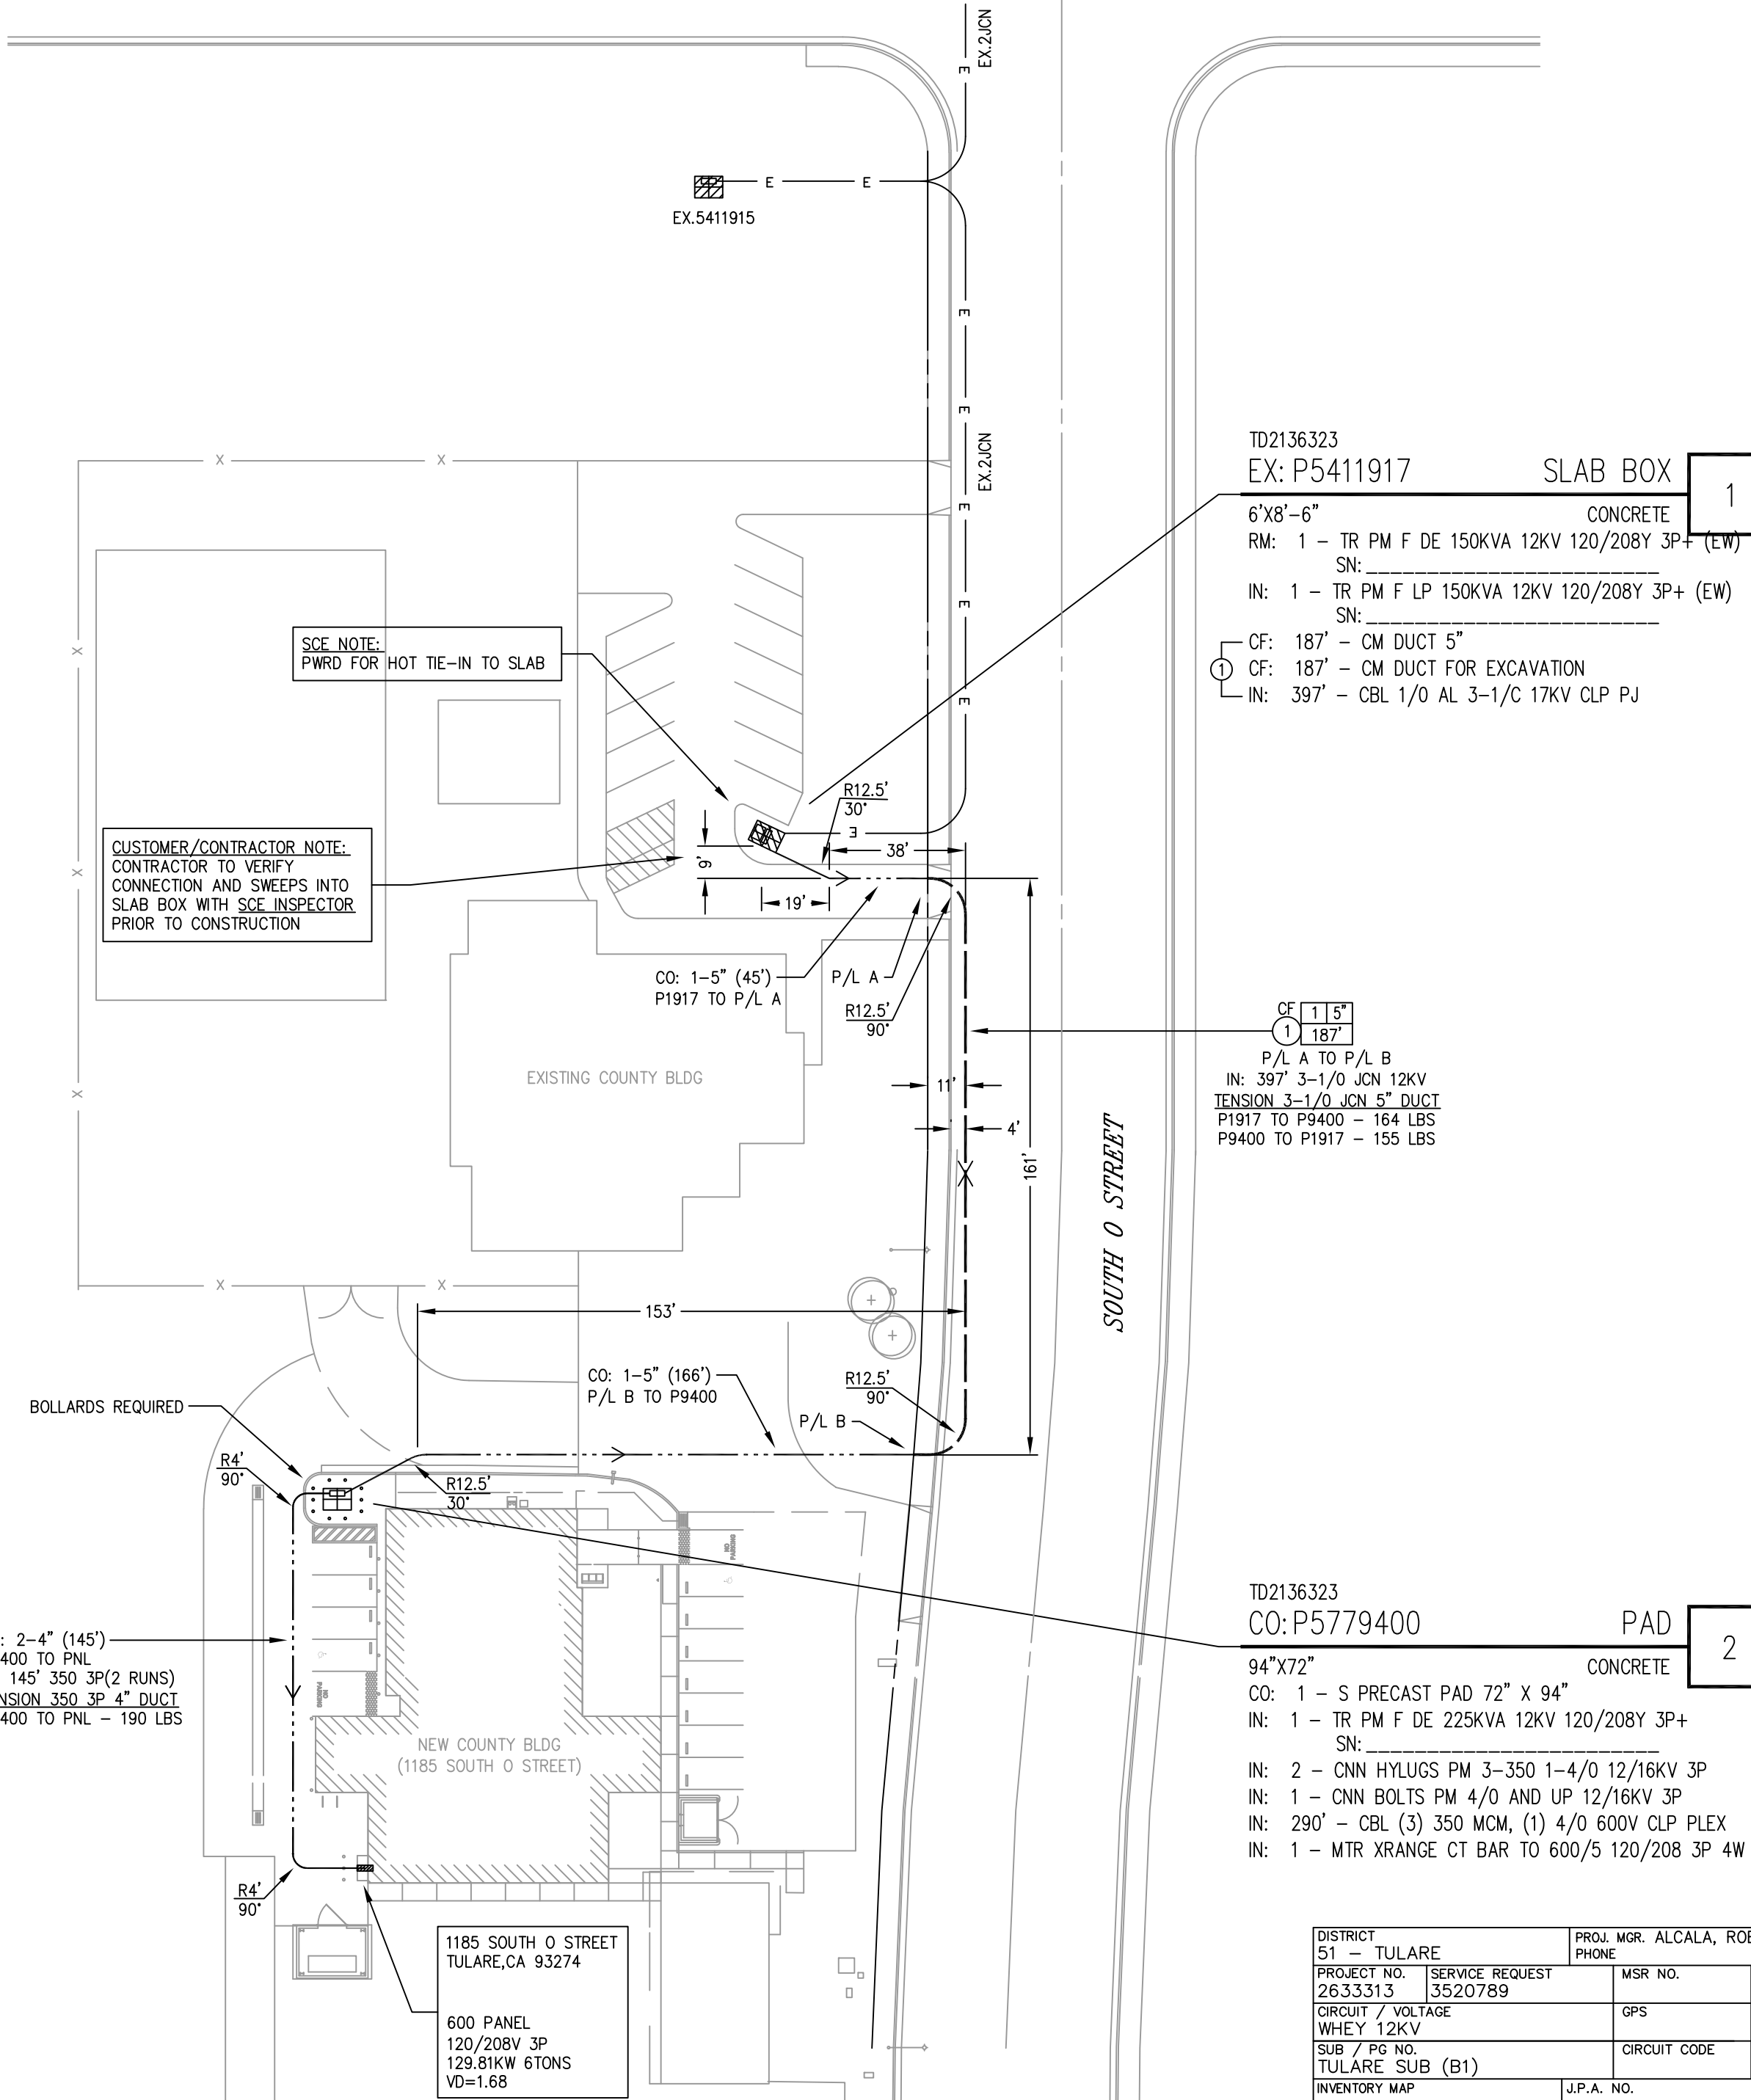 EX.2JCN
E
E E
EX.5411915
E
E
EX.2JCN
E
E
E
E
X X
X
X
X
X X
TD2136323
EX: P5411917 SLAB BOX 1
6'X8'-6" CONCRETE
RM: 1 - TR PM F DE 150KVA 12KV 120/208Y 3P+ (EW)
SN:
IN: 1 - TR PM F LP 150KVA 12KV 120/208Y 3P+ (EW)
SN:
CF: 187' - CM DUCT 5"
1 CF: 187' - CM DUCT FOR EXCAVATION
IN: 397' - CBL 1/0 AL 3-1/C 17KV CLP PJ
SCE NOTE:
PWRD FOR HOT TIE-IN TO SLAB
R12.5'
30°
38'
9'
19'
CUSTOMER/CONTRACTOR NOTE:
CONTRACTOR TO VERIFY
CONNECTION AND SWEEPS INTO
SLAB BOX WITH SCE INSPECTOR
PRIOR TO CONSTRUCTION
CO: 1-5" (45')
P1917 TO P/L A
P/L A
R12.5'
90°
CF 1 5"
1 187'
P/L A TO P/L B
IN: 397' 3-1/0 JCN 12KV
TENSION 3-1/0 JCN 5" DUCT
P1917 TO P9400 - 164 LBS
P9400 TO P1917 - 155 LBS
EXISTING COUNTY BLDG
11'
4'
161'
SOUTH O STREET
153'
CO: 1-5" (166')
P/L B TO P9400
R12.5'
90°
P/L B
BOLLARDS REQUIRED
R4'
90°
R12.5'
30°
NO
PARKING
NO
PARKING
: 2-4" (145')
400 TO PNL
145' 350 3P(2 RUNS)
NSION 350 3P 4" DUCT
400 TO PNL - 190 LBS
NEW COUNTY BLDG
(1185 SOUTH O STREET)
R4'
90°
TD2136323
CO: P5779400 PAD 2
94"X72" CONCRETE
CO: 1 - S PRECAST PAD 72" X 94"
IN: 1 - TR PM F DE 225KVA 12KV 120/208Y 3P+
SN:
IN: 2 - CNN HYLUGS PM 3-350 1-4/0 12/16KV 3P
IN: 1 - CNN BOLTS PM 4/0 AND UP 12/16KV 3P
IN: 290' - CBL (3) 350 MCM, (1) 4/0 600V CLP PLEX
IN: 1 - MTR XRANGE CT BAR TO 600/5 120/208 3P 4W
1185 SOUTH O STREET
TULARE,CA 93274
600 PANEL
120/208V 3P
129.81KW 6TONS
VD=1.68
DISTRICT
51 - TULARE
PROJ. MGR. ALCALA, ROB
PHONE
PROJECT NO.
2633313
SERVICE REQUEST
3520789
MSR NO.
CIRCUIT / VOLTAGE
WHEY 12KV
GPS
SUB / PG NO.
TULARE SUB (B1)
CIRCUIT CODE
INVENTORY MAP
J.P.A. NO.